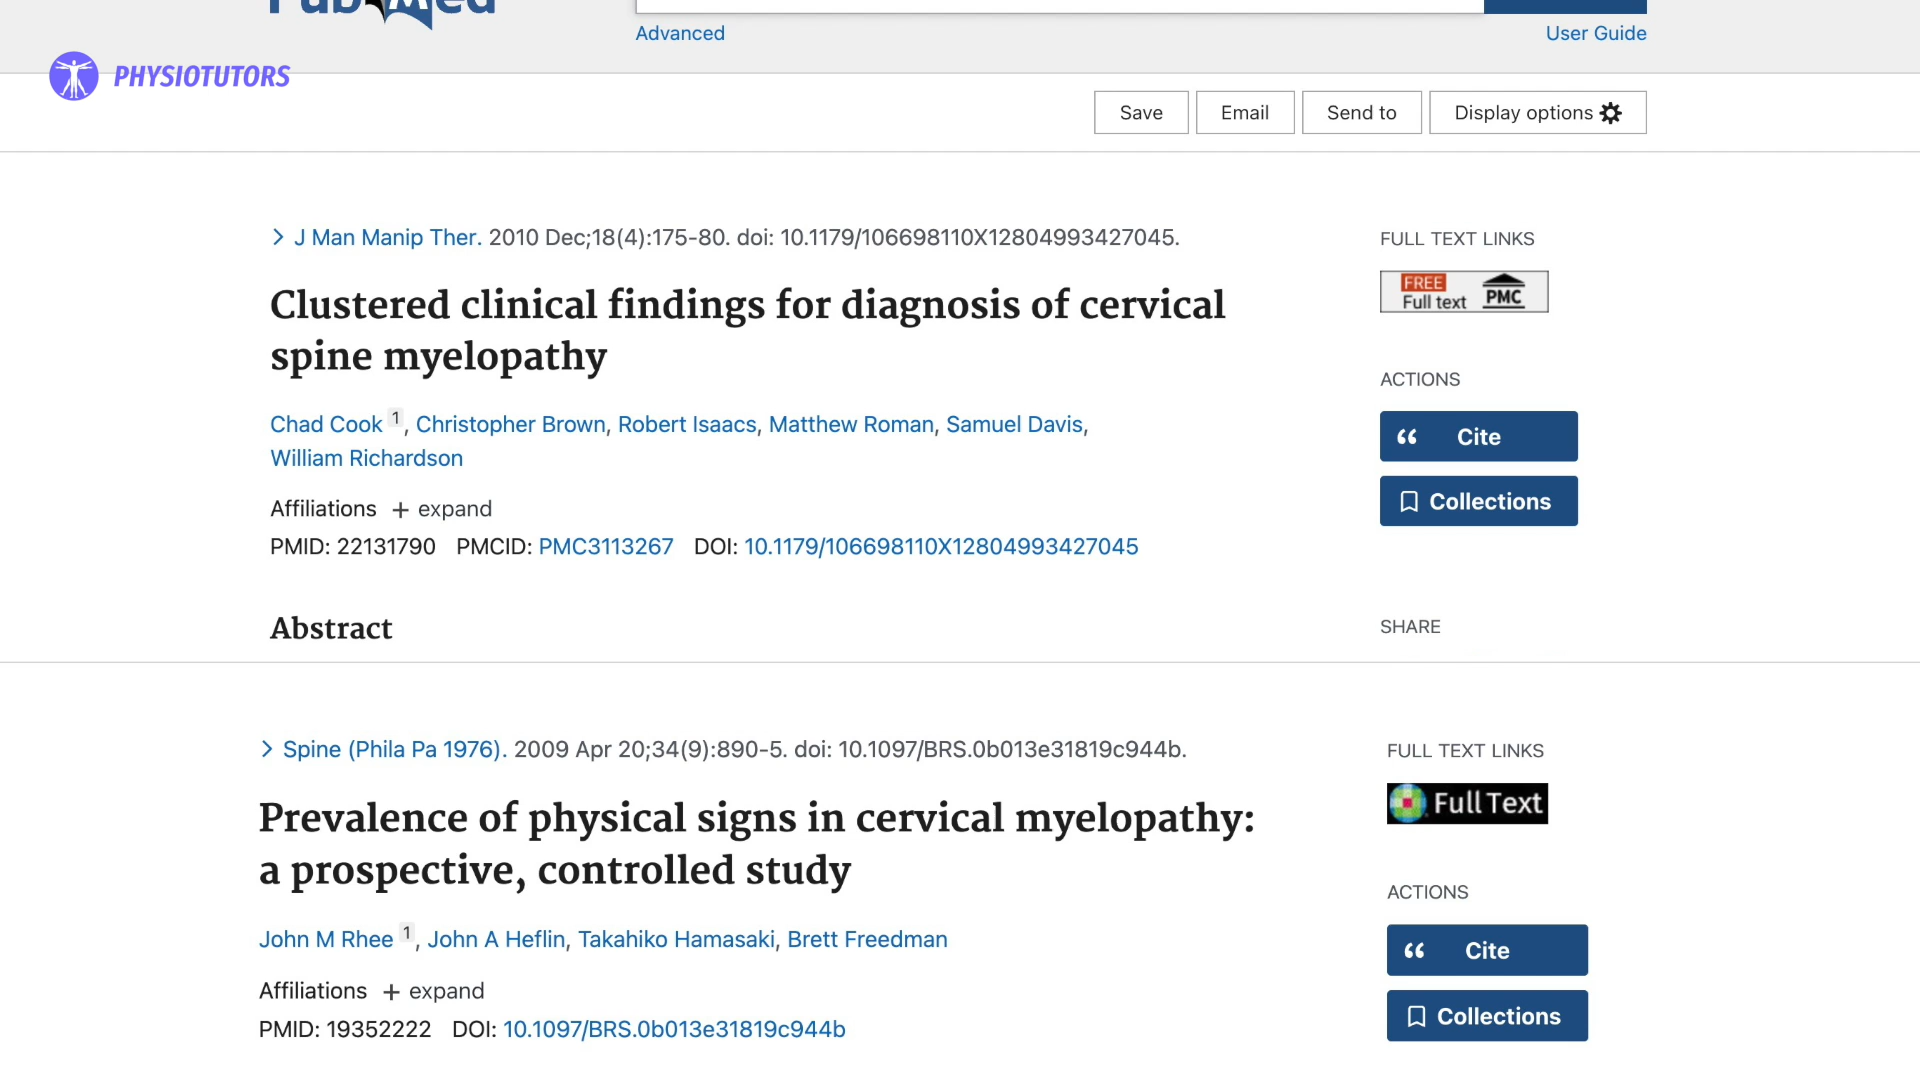 PubMed
Advanced
User Guide
PHYSIOTUTORS
Save
Email
Send to
Display options
J Man Manip Ther. 2010 Dec;18(4):175-80. doi: 10.1179/106698110X12804993427045.
FULL TEXT LINKS
Clustered clinical findings for diagnosis of cervical
spine myelopathy
FREE
Full text
PMC
ACTIONS
Chad Cook 1, Christopher Brown, Robert Isaacs, Matthew Roman, Samuel Davis,
William Richardson
Cite
Collections
Affiliations + expand
PMID: 22131790 PMCID: PMC3113267 DOI: 10.1179/106698110X12804993427045
Abstract
SHARE
Spine (Phila Pa 1976). 2009 Apr 20;34(9):890-5. doi: 10.1097/BRS.0b013e31819c944b.
FULL TEXT LINKS
Prevalence of physical signs in cervical myelopathy:
a prospective, controlled study
Full Text
ACTIONS
John M Rhee 1, John A Heflin, Takahiko Hamasaki, Brett Freedman
Cite
Affiliations + expand
PMID: 19352222 DOI: 10.1097/BRS.0b013e31819c944b
Collections